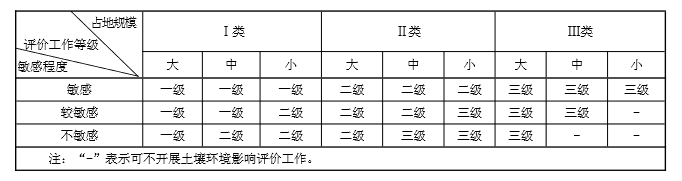 占地规模
评价工作等级
敏感程度
Ⅰ类 Ⅱ类 Ⅲ类
大 中 小 大 中 小 大 中 小
敏感 一级 一级 一级 二级 二级 二级 三级 三级 三级
较敏感 一级 一级 二级 二级 二级 三级 三级 三级 -
不敏感 一级 二级 二级 二级 三级 三级 三级 - -
注：“-”表示可不开展土壤环境影响评价工作。